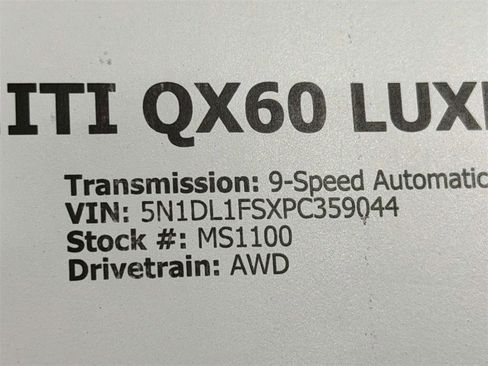 ITI QX60 LUX
Transmission: 9-Speed Automatic
VIN: 5N1DL1FSXPC359044
Stock #: MS1100
Drivetrain: AWD